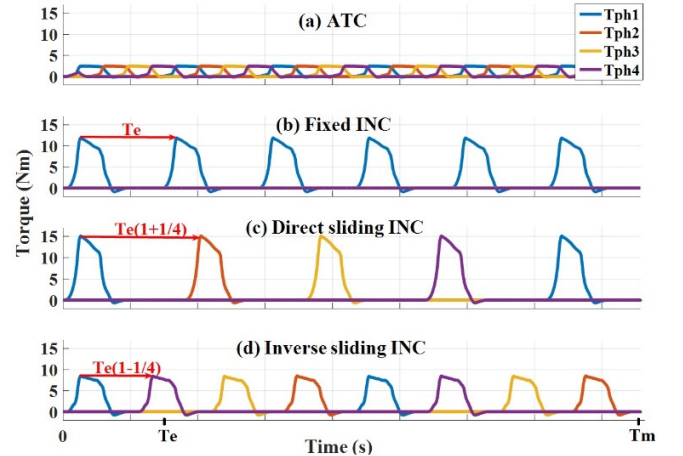 (a) ATC
Tph1
Tph2
Tph3
Tph4
15
10
5
0
(b) Fixed INC
Te
15
10
5
0
(c) Direct sliding INC
Te(1+1/4)
15
10
5
0
(d) Inverse sliding INC
Te(1-1/4)
15
10
5
0
Torque (Nm)
0
Te
Time (s)
Tm